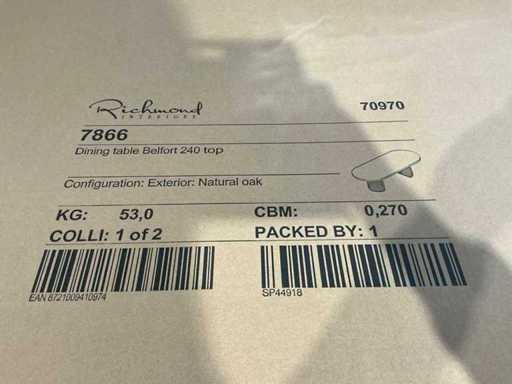 Richmond
INTERIORS
70970
7866
Dining table Belfort 240 top
Configuration: Exterior: Natural oak
KG: 53,0 CBM: 0,270
COLLI: 1 of 2 PACKED BY: 1
EAN 8721009410974 SP44918